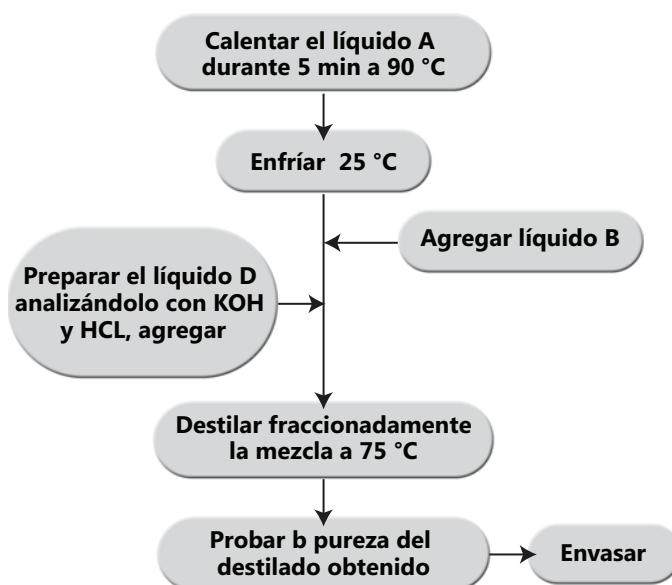 Calentar el líquido A
durante 5 min a 90 °C
Enfríar 25 °C
Agregar líquido B
Preparar el líquido D
analizándolo con KOH
y HCL, agregar
Destilar fraccionadamente
la mezcla a 75 °C
Probar b pureza del
destilado obtenido
Envasar